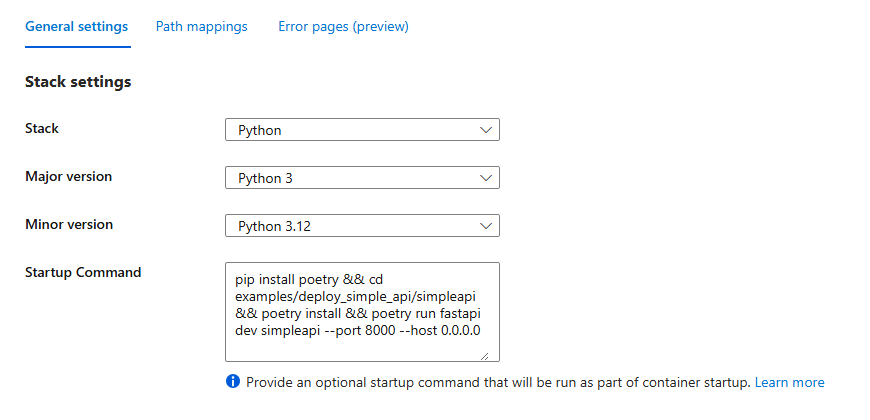 General settings Path mappings Error pages (preview)
Stack settings
Stack Python
Major version Python 3
Minor version Python 3.12
Startup Command pip install poetry && cd
examples/deploy_simple_api/simpleapi
&& poetry install && poetry run fastapi
dev simpleapi --port 8000 --host 0.0.0.0
Provide an optional startup command that will be run as part of container startup. Learn more